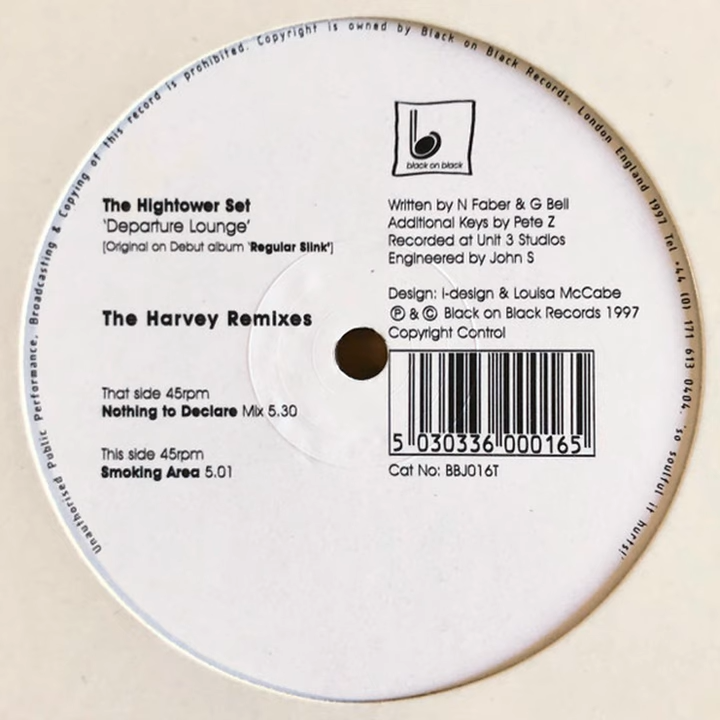 Unauthorised Public Performance, Broadcasting & Copying of this record is prohibited. Copyright is owned by Black on Black Records, London England 1997 Tel +44 (0) 171 613 0404. 'so soulful it hurts!'
b
black on black
The Hightower Set
'Departure Lounge'
(Original on Debut album 'Regular Slink')
The Harvey Remixes
That side 45rpm
Nothing to Declare Mix 5.30
This side 45rpm
Smoking Area 5.01
Written by N Faber & G Bell
Additional Keys by Pete Z
Recorded at Unit 3 Studios
Engineered by John S
Design: i-design & Louisa McCabe
℗ & © Black on Black Records 1997
Copyright Control
5 030336 000165
Cat No: BBJ016T